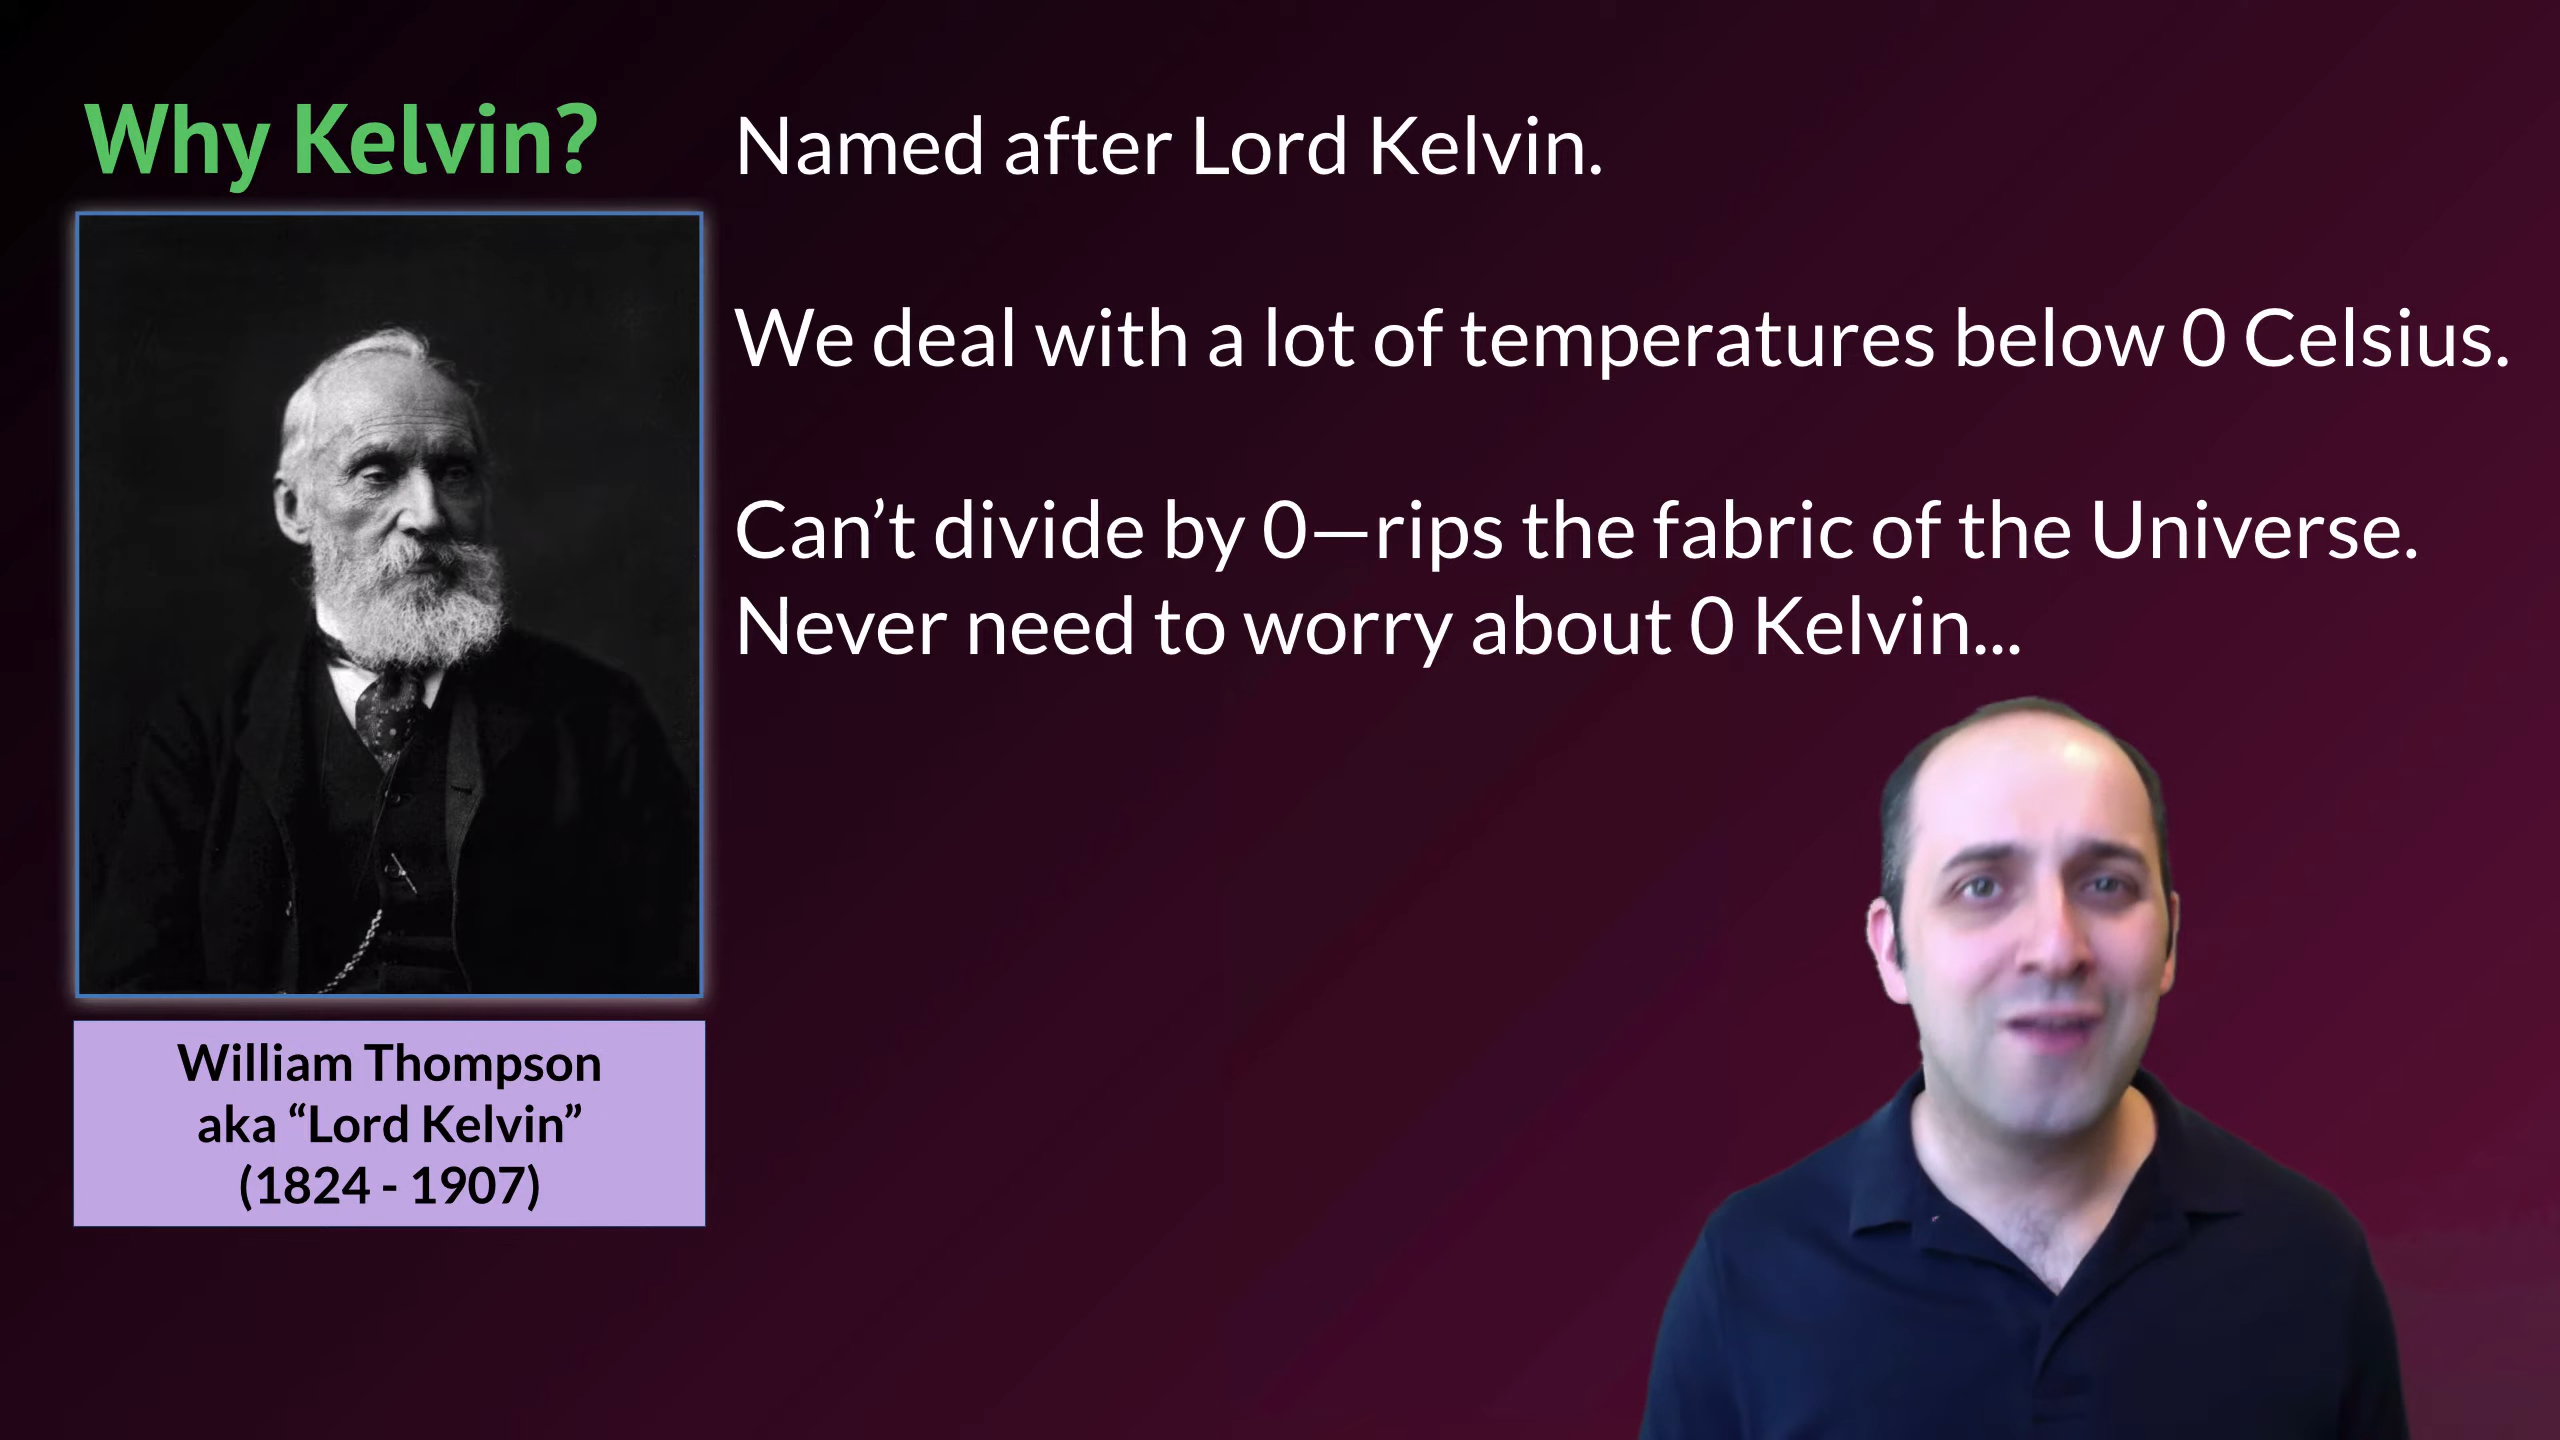 Why Kelvin?
Named after Lord Kelvin.
We deal with a lot of temperatures below 0 Celsius.
Can’t divide by 0—rips the fabric of the Universe.
Never need to worry about 0 Kelvin...
William Thompson
aka “Lord Kelvin”
(1824 - 1907)